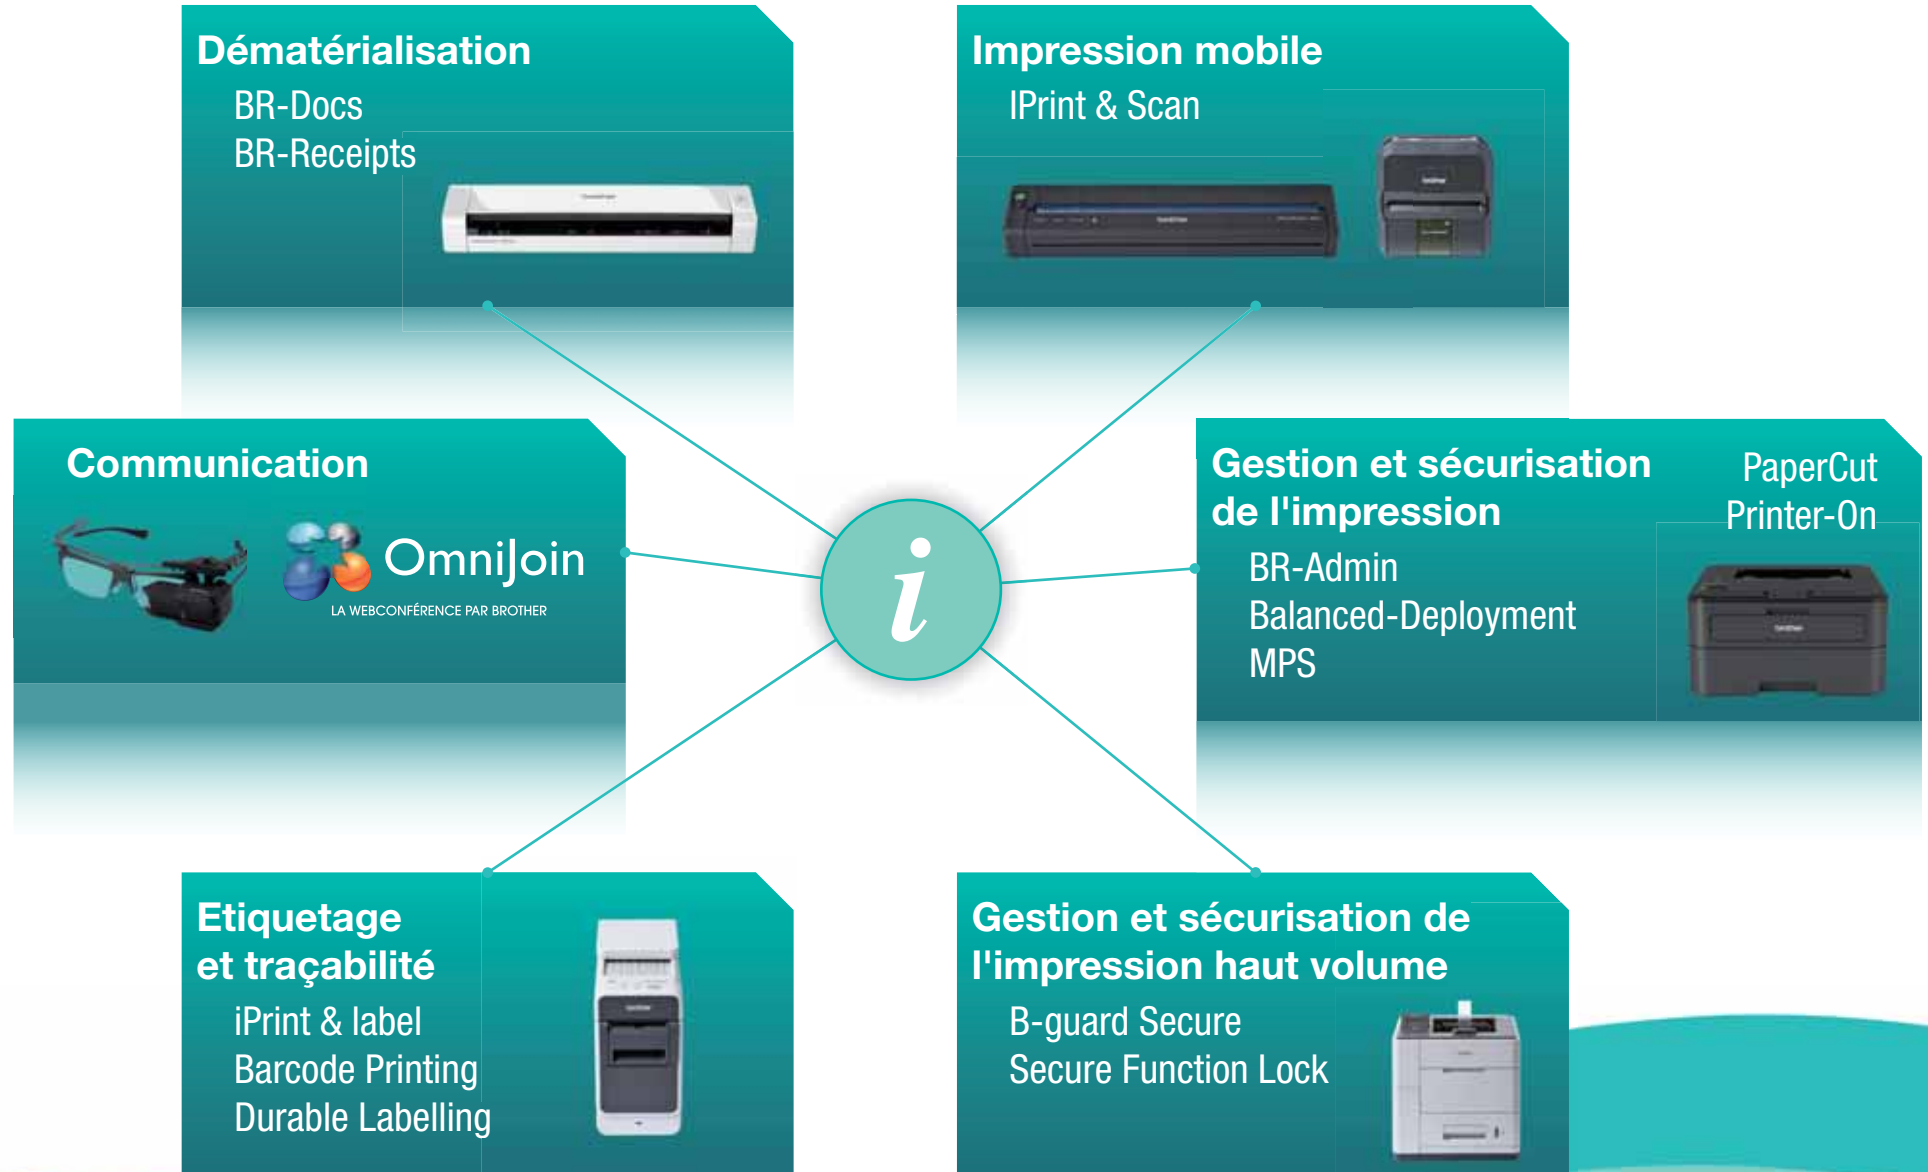 Dématérialisation
BR-Docs
BR-Receipts
Impression mobile
IPrint & Scan
Communication
OmniJoin
LA WEBCONFÉRENCE PAR BROTHER
i
Gestion et sécurisation
de l'impression
PaperCut
Printer-On
BR-Admin
Balanced-Deployment
MPS
Etiquetage
et traçabilité
iPrint & label
Barcode Printing
Durable Labelling
Gestion et sécurisation de
l'impression haut volume
B-guard Secure
Secure Function Lock